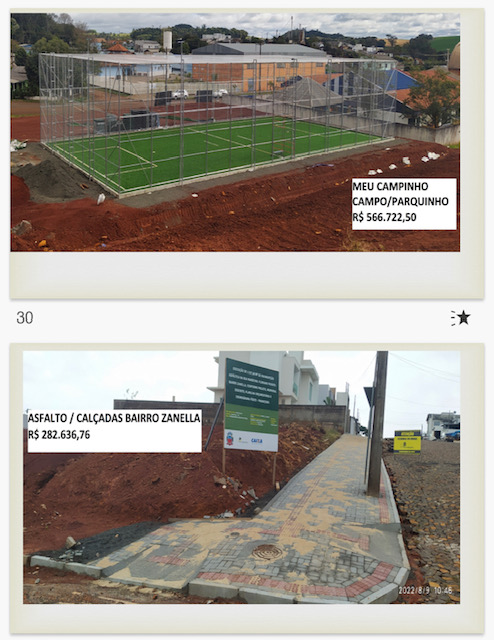 MEU CAMPINHO
CAMPO/PARQUINHO
R$ 566.722,50
30
ASFALTO / CALÇADAS BAIRRO ZANELLA
R$ 282.636,76
CAIXA
2022/8/9 10:46